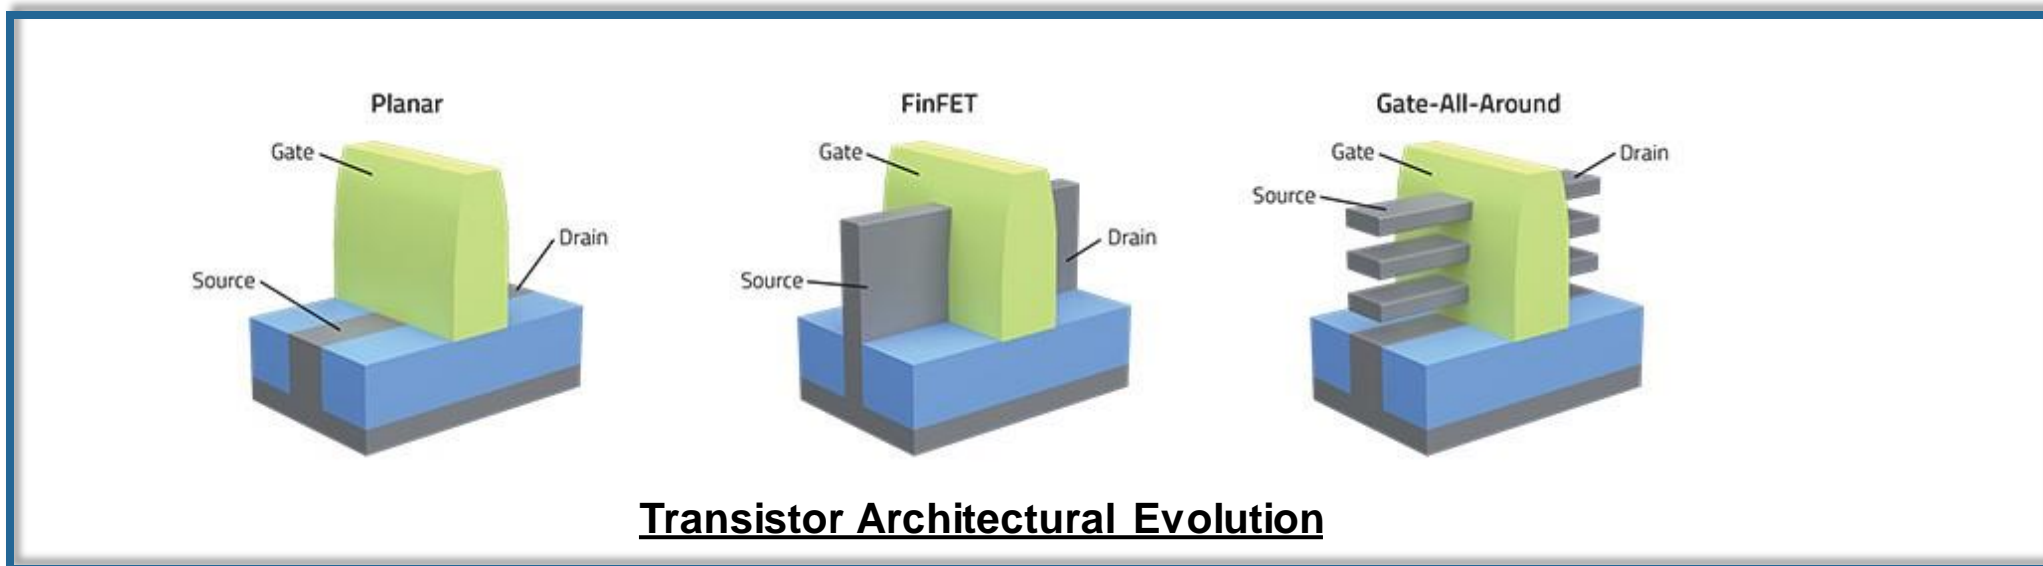 Planar
Gate
Drain
Source
FinFET
Gate
Drain
Source
Gate-All-Around
Gate
Drain
Source
Transistor Architectural Evolution